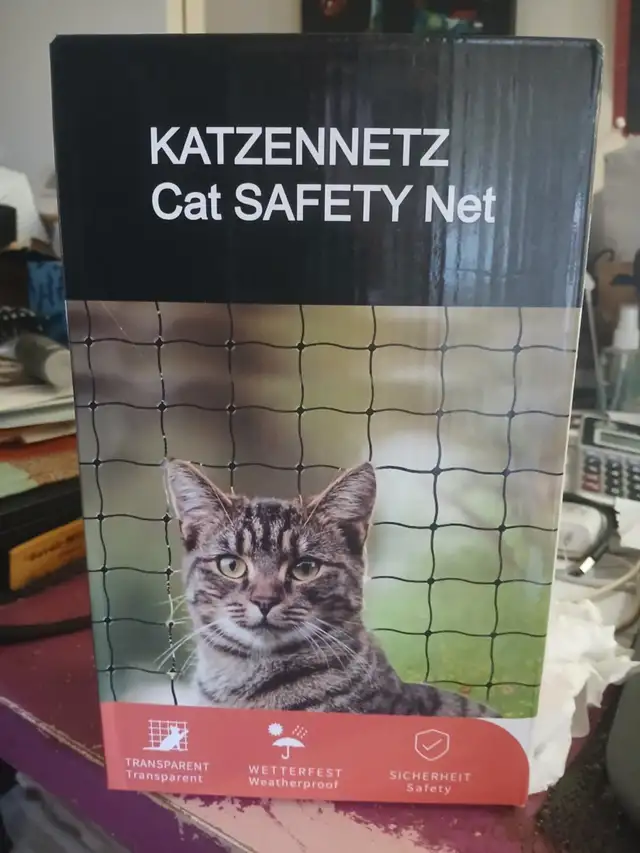 KATZENNETZ
Cat SAFETY Net
TRANSPARENT
Transparent
WETTERFEST
Weatherproof
SICHERHEIT
Safety